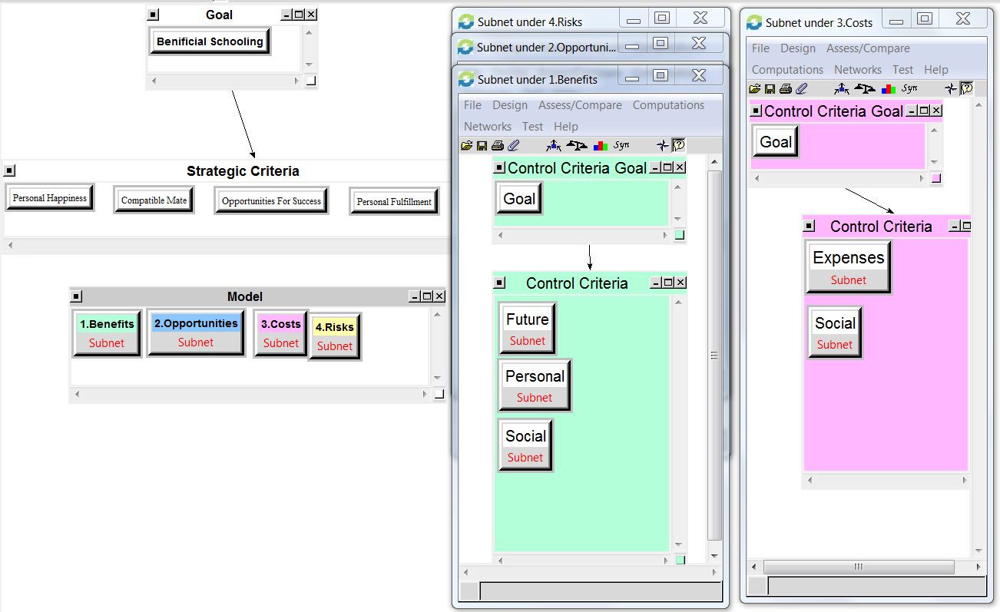 Goal
Benificial Schooling
Strategic Criteria
Personal Happiness
Compatible Mate
Opportunities For Success
Personal Fulfillment
Model
1.Benefits
Subnet
2.Opportunities
Subnet
3.Costs
Subnet
4.Risks
Subnet
Subnet under 4.Risks
Subnet under 2.Opportuni...
Subnet under 1.Benefits
File Design Assess/Compare Computations
Networks Test Help
Syn
Control Criteria Goal
Goal
Control Criteria
Future
Subnet
Personal
Subnet
Social
Subnet
Subnet under 3.Costs
File Design Assess/Compare
Computations Networks Test Help
Syn
Control Criteria Goal
Goal
Control Criteria
Expenses
Subnet
Social
Subnet